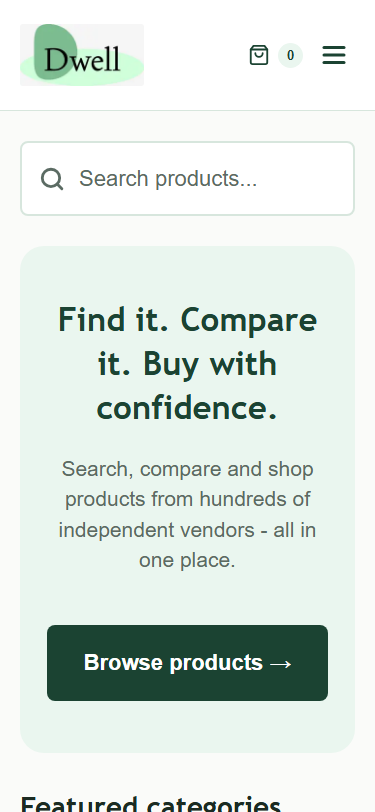 Dwell
0
Search products...
Find it. Compare
it. Buy with
confidence.
Search, compare and shop
products from hundreds of
independent vendors - all in
one place.
Browse products →
Featured categories